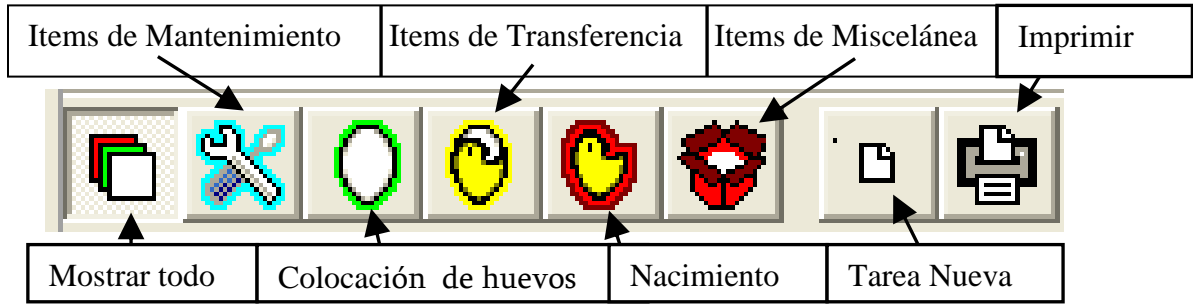 Items de Mantenimiento
Items de Transferencia
Items de Miscelánea
Imprimir
Mostrar todo
Colocación de huevos
Nacimiento
Tarea Nueva